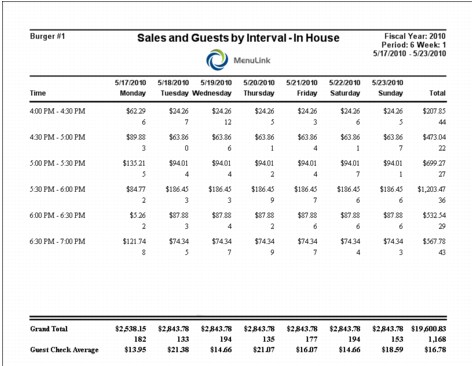 Burger #1 Sales and Guests by Interval - In House Fiscal Year: 2010
Period: 6 Week: 1
5/17/2010 - 5/23/2010
MenuLink
5/17/2010 5/18/2010 5/19/2010 5/20/2010 5/21/2010 5/22/2010 5/23/2010
Time Monday Tuesday Wednesday Thursday Friday Saturday Sunday Total
4:00 PM - 4:30 PM $62.29 $24.26 $24.26 $24.26 $24.26 $24.26 $24.26 $207.85
6 7 12 5 3 6 5 44
4:30 PM - 5:00 PM $89.88 $63.86 $63.86 $63.86 $63.86 $63.86 $63.86 $473.04
3 0 6 1 4 1 7 22
5:00 PM - 5:30 PM $135.21 $94.01 $94.01 $94.01 $94.01 $94.01 $94.01 $699.27
5 4 4 2 4 7 1 27
5:30 PM - 6:00 PM $84.77 $186.45 $186.45 $186.45 $186.45 $186.45 $186.45 $1,203.47
2 3 3 9 7 6 6 36
6:00 PM - 6:30 PM $5.26 $87.88 $87.88 $87.88 $87.88 $87.88 $87.88 $532.54
2 3 4 2 6 6 6 29
6:30 PM - 7:00 PM $121.74 $74.34 $74.34 $74.34 $74.34 $74.34 $74.34 $567.78
8 5 7 9 7 4 3 43
Grand Total $2,538.15 $2,843.78 $2,843.78 $2,843.78 $2,843.78 $2,843.78 $2,843.78 $19,600.83
182 133 194 135 177 194 153 1,168
Guest Check Average $13.95 $21.38 $14.66 $21.07 $16.07 $14.66 $18.59 $16.78